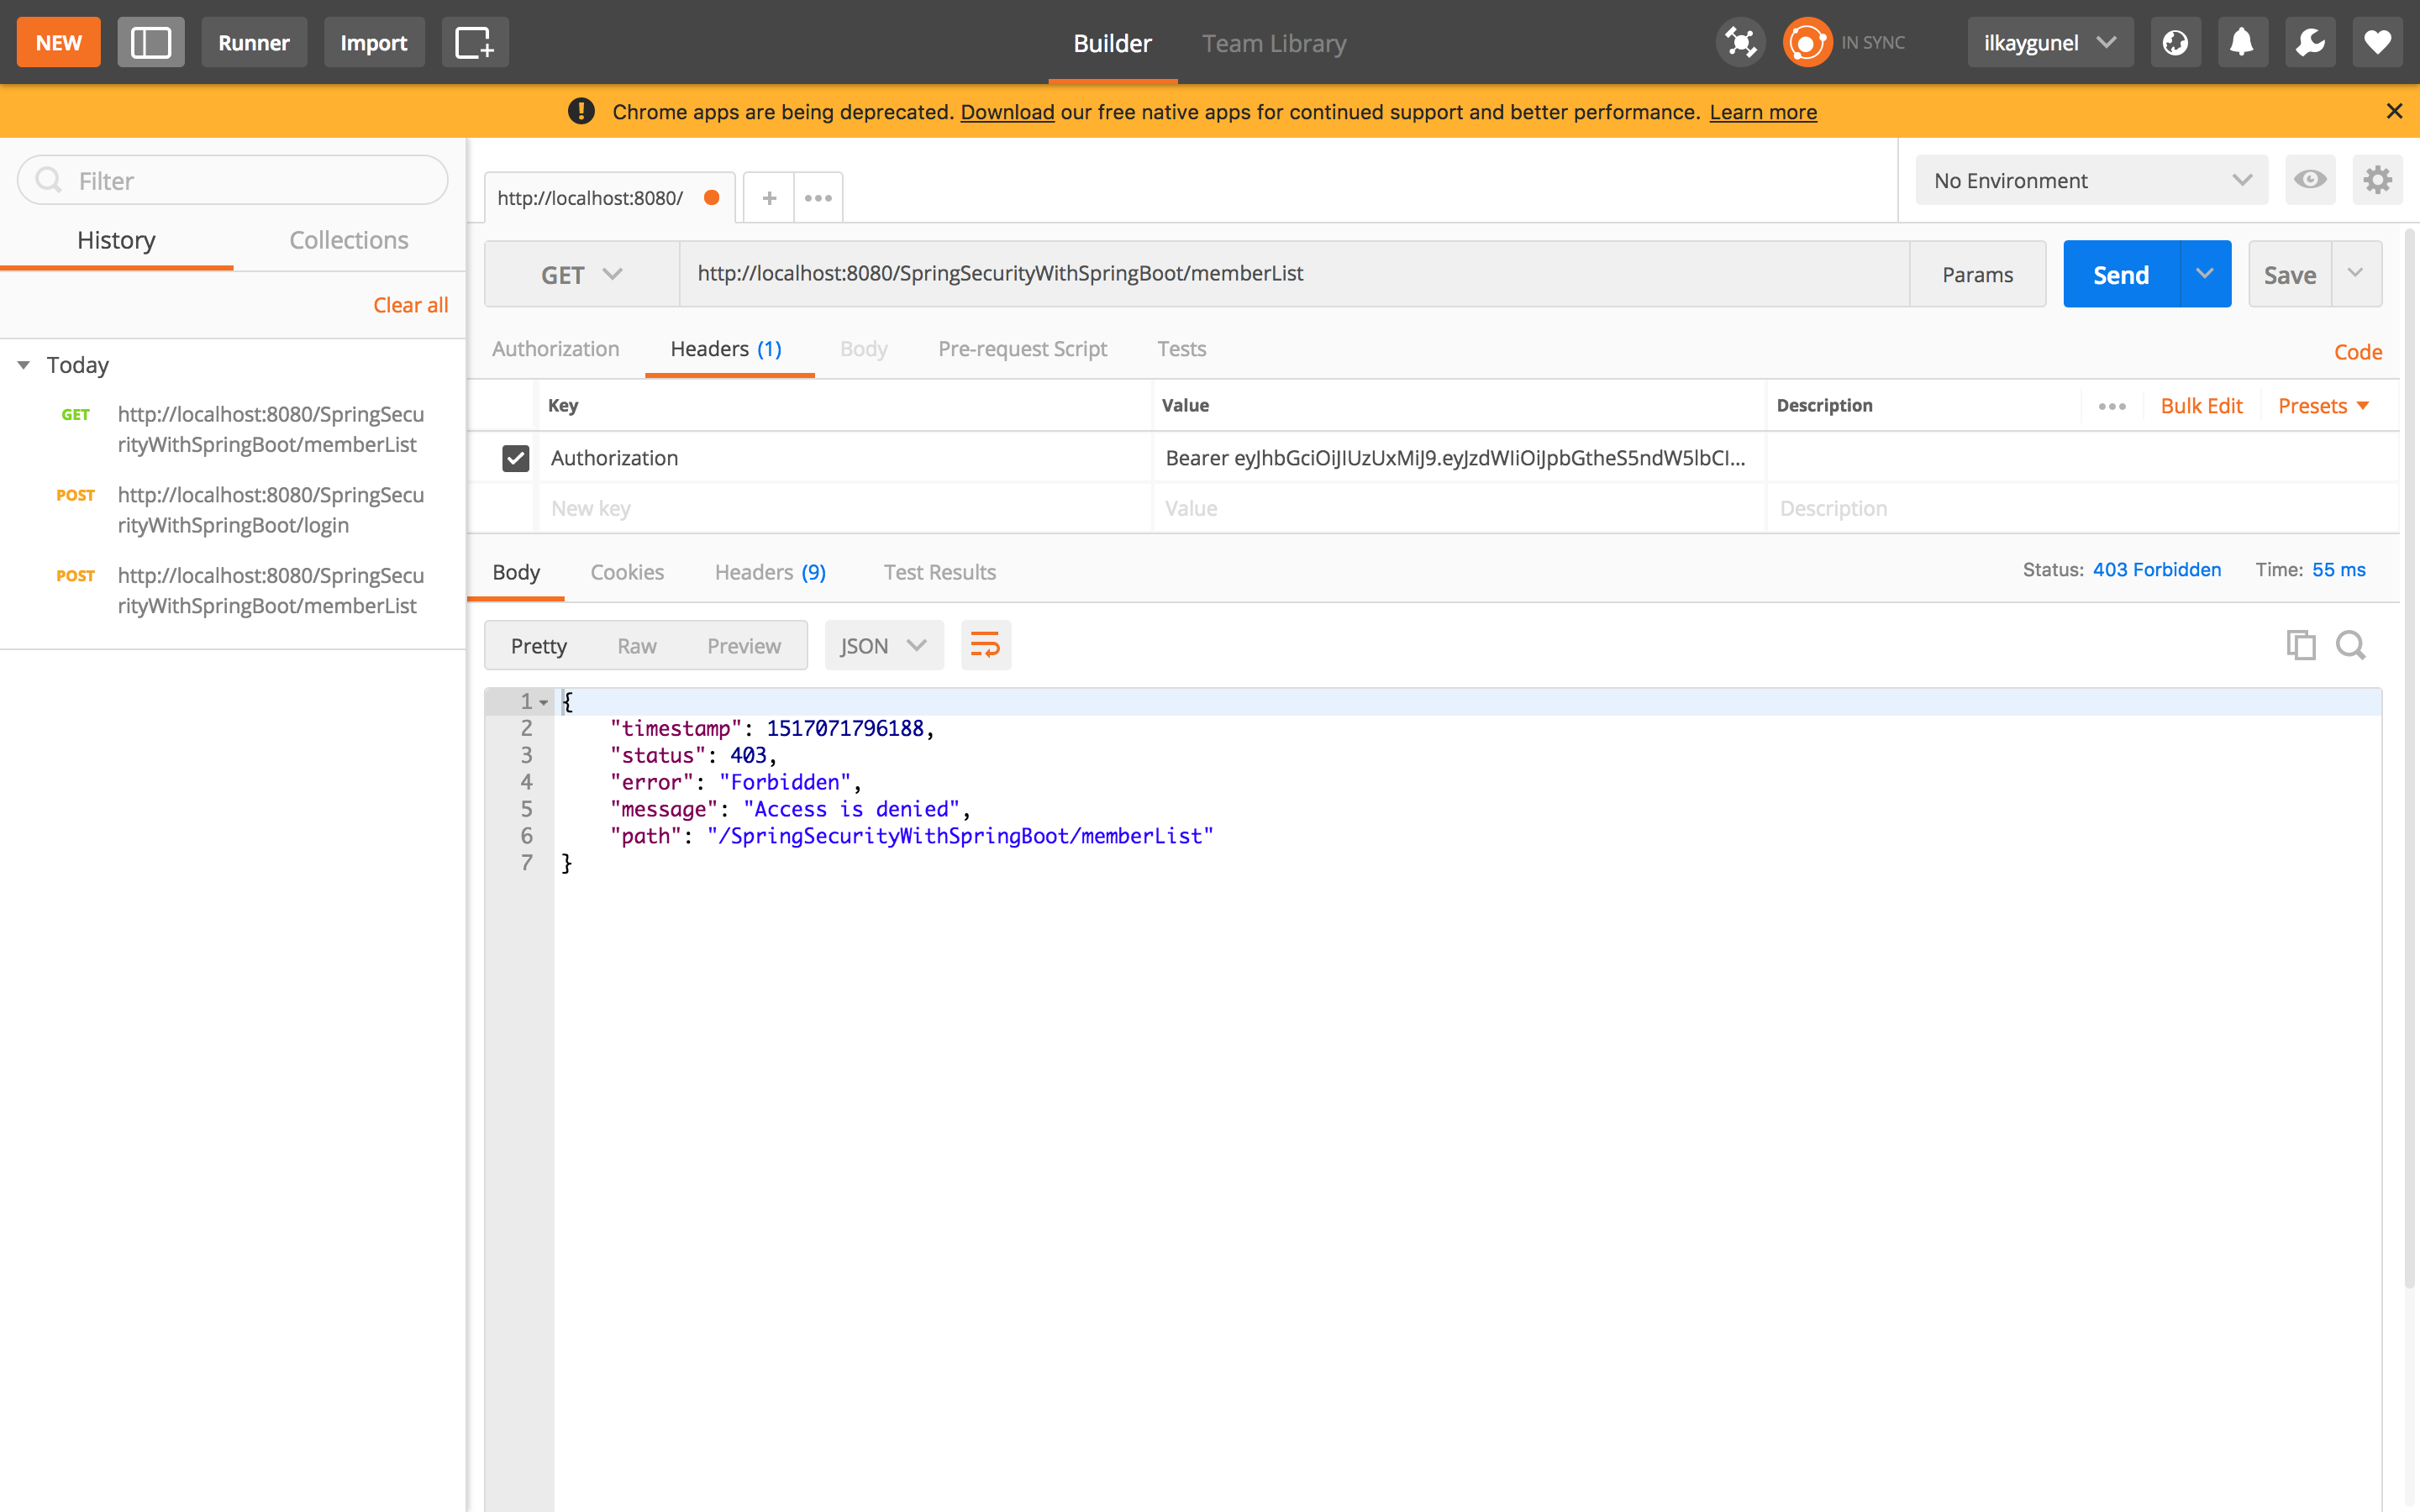 NEW
Runner
Import
Builder
Team Library
IN SYNC
ilkaygunel
Chrome apps are being deprecated. Download our free native apps for continued support and better performance. Learn more
Filter
History
Collections
Clear all
Today
GET http://localhost:8080/SpringSecu
rityWithSpringBoot/memberList
POST http://localhost:8080/SpringSecu
rityWithSpringBoot/login
POST http://localhost:8080/SpringSecu
rityWithSpringBoot/memberList
http://localhost:8080/
No Environment
GET
http://localhost:8080/SpringSecurityWithSpringBoot/memberList
Params
Send
Save
Authorization
Headers (1)
Body
Pre-request Script
Tests
Code
Key
Value
Description
Bulk Edit
Presets
Authorization
Bearer eyJhbGciOiJIUzUxMiJ9.eyJzdWIiOiJpbGtheS5ndW5lbCI...
New key
Value
Description
Body
Cookies
Headers (9)
Test Results
Status: 403 Forbidden
Time: 55 ms
Pretty
Raw
Preview
JSON
1 {
2 "timestamp": 1517071796188,
3 "status": 403,
4 "error": "Forbidden",
5 "message": "Access is denied",
6 "path": "/SpringSecurityWithSpringBoot/memberList"
7 }